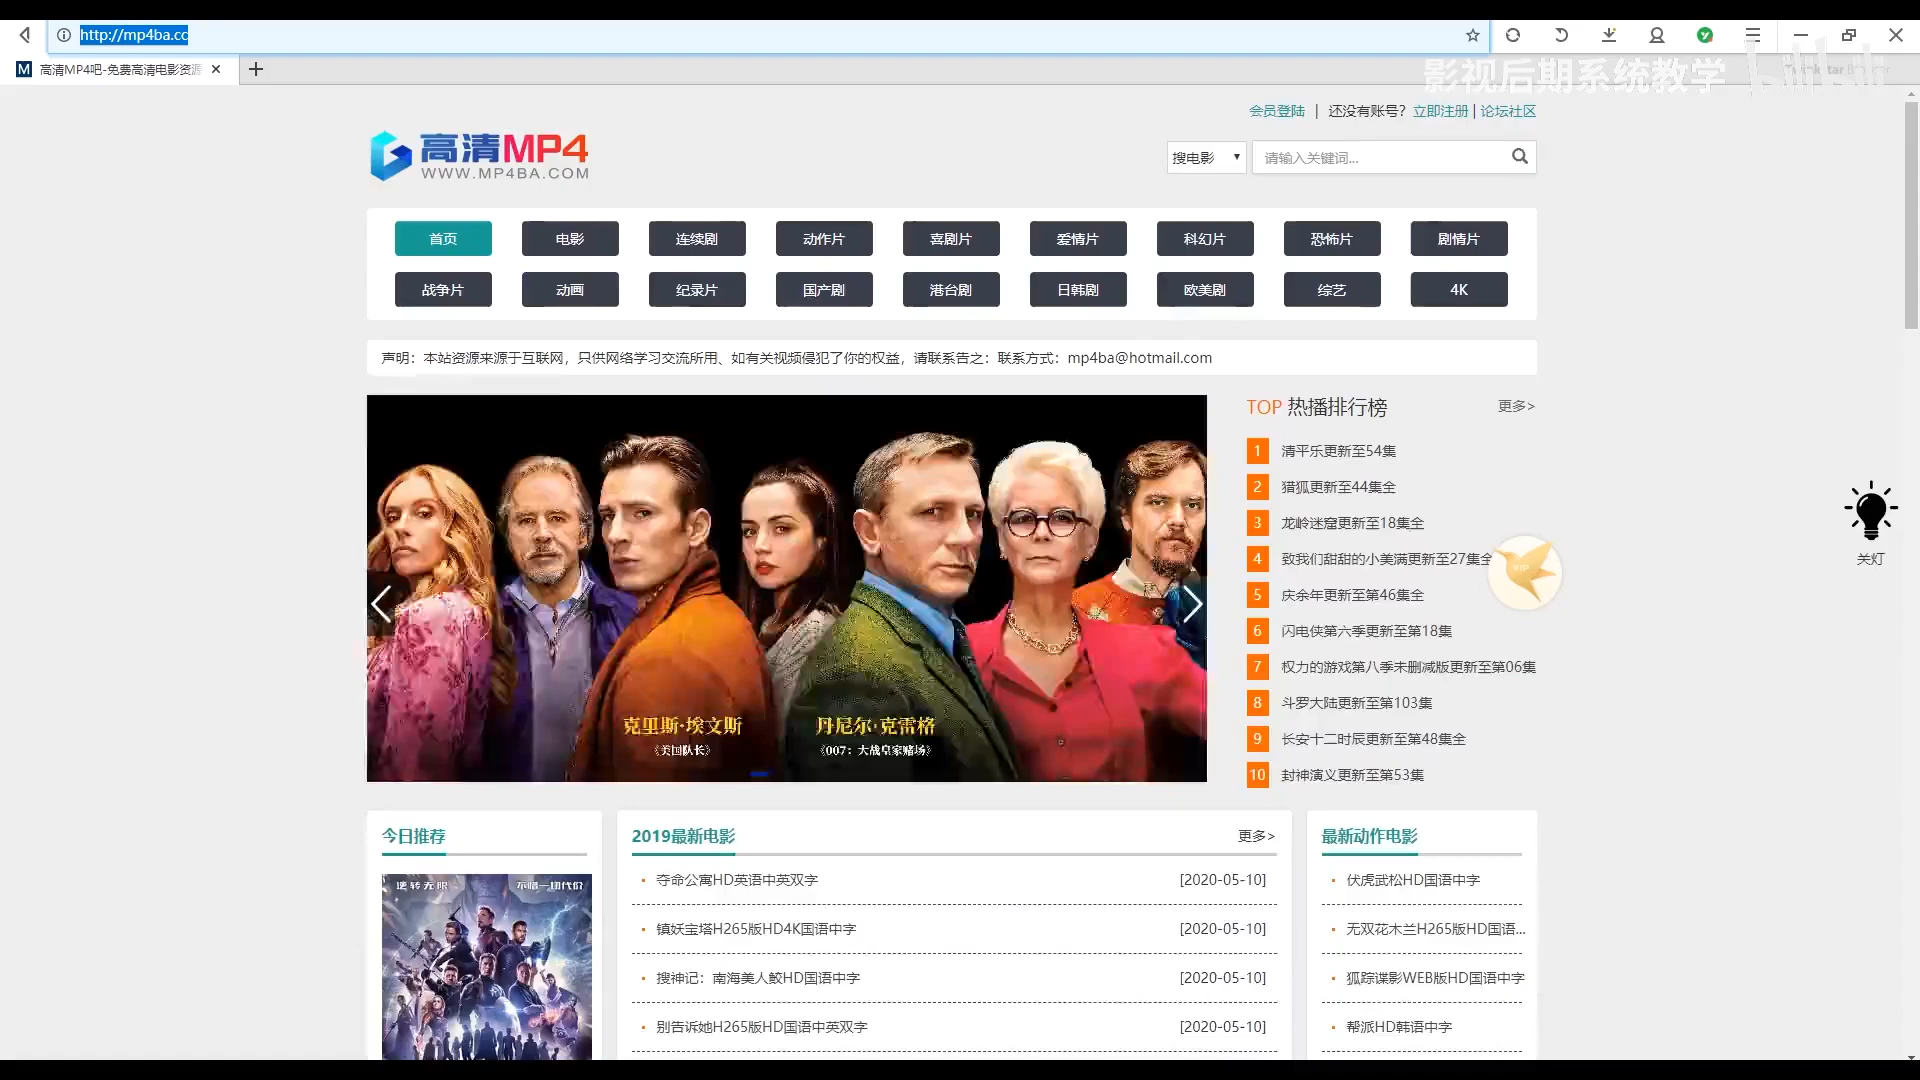 http://mp4ba.cc
高清MP4吧-免费高清电影资源
影视后期系统教学 bilibili
会员登陆 | 还没有账号? 立即注册 | 论坛社区
高清MP4
WWW.MP4BA.COM
搜电影
请输入关键词...
首页 电影 连续剧 动作片 喜剧片 爱情片 科幻片 恐怖片 剧情片
战争片 动画 纪录片 国产剧 港台剧 日韩剧 欧美剧 综艺 4K
声明：本站资源来源于互联网，只供网络学习交流所用、如有关视频侵犯了你的权益，请联系告之：联系方式：mp4ba@hotmail.com
克里斯·埃文斯
《美国队长》
丹尼尔·克雷格
《007：大战皇家赌场》
TOP 热播排行榜 更多>
1 清平乐更新至54集
2 猎狐更新至44集全
3 龙岭迷窟更新至18集全
4 致我们甜甜的小美满更新至27集全
5 庆余年更新至第46集全
6 闪电侠第六季更新至第18集
7 权力的游戏第八季未删减版更新至第06集
8 斗罗大陆更新至第103集
9 长安十二时辰更新至第48集全
10 封神演义更新至第53集
VIP
关灯
今日推荐
逆转无限 不惜一切代价
2019最新电影 更多>
夺命公寓HD英语中英双字 [2020-05-10]
镇妖宝塔H265版HD4K国语中字 [2020-05-10]
搜神记：南海美人鲛HD国语中字 [2020-05-10]
别告诉她H265版HD国语中英双字 [2020-05-10]
最新动作电影
伏虎武松HD国语中字
无双花木兰H265版HD国语...
狐踪谍影WEB版HD国语中字
帮派HD韩语中字